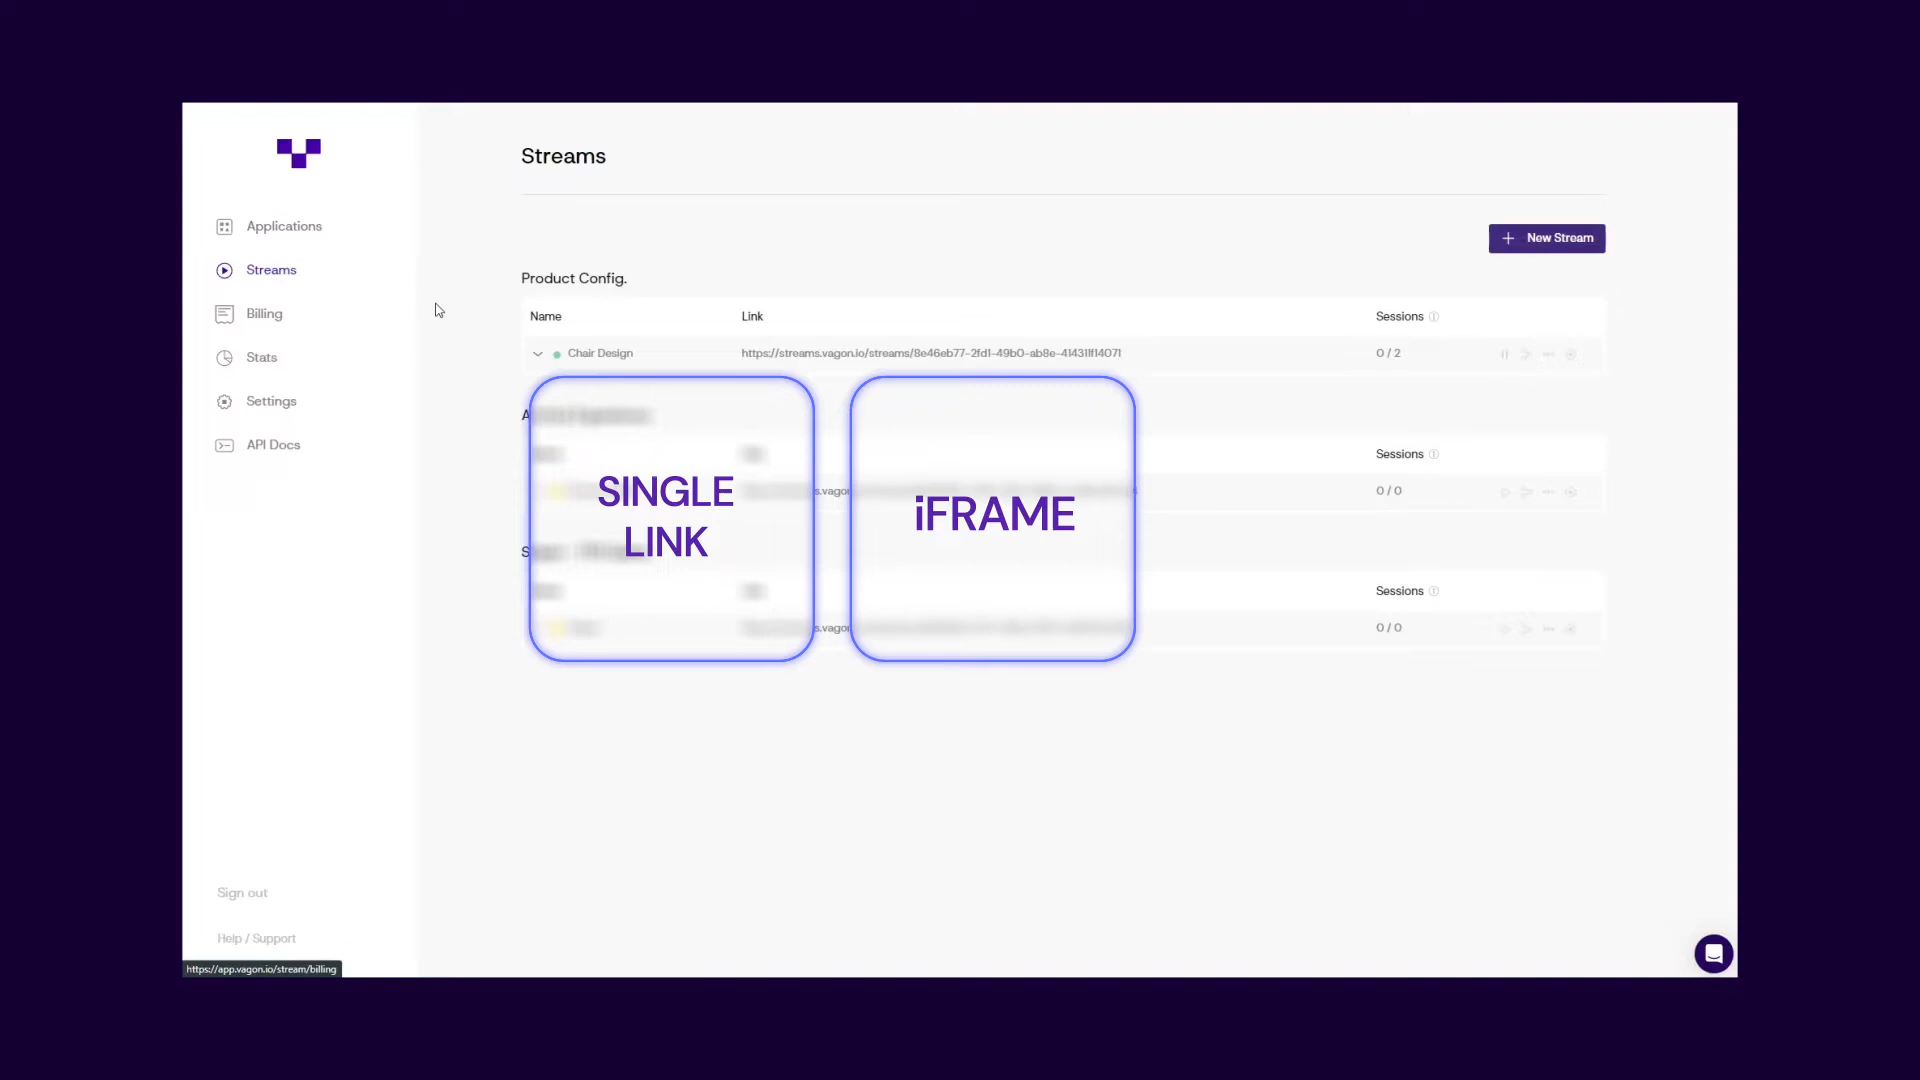 Streams
Applications
New Stream
Streams
Product Config.
Billing
Name Link Sessions
Stats
Chair Design https://streams.vagon.io/streams/8e46eb77-2fd1-49b0-ab8e-414311f14071 0 / 2
Settings
API Docs
Sessions
SINGLE
LINK
iFRAME
0 / 0
Sessions
0 / 0
Sign out
Help / Support
https://app.vagon.io/stream/billing